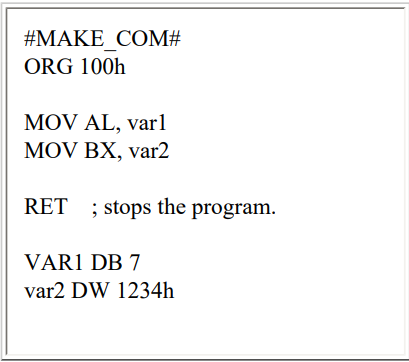 #MAKE_COM#
ORG 100h
MOV AL, var1
MOV BX, var2
RET    ; stops the program.
VAR1 DB 7
var2 DW 1234h